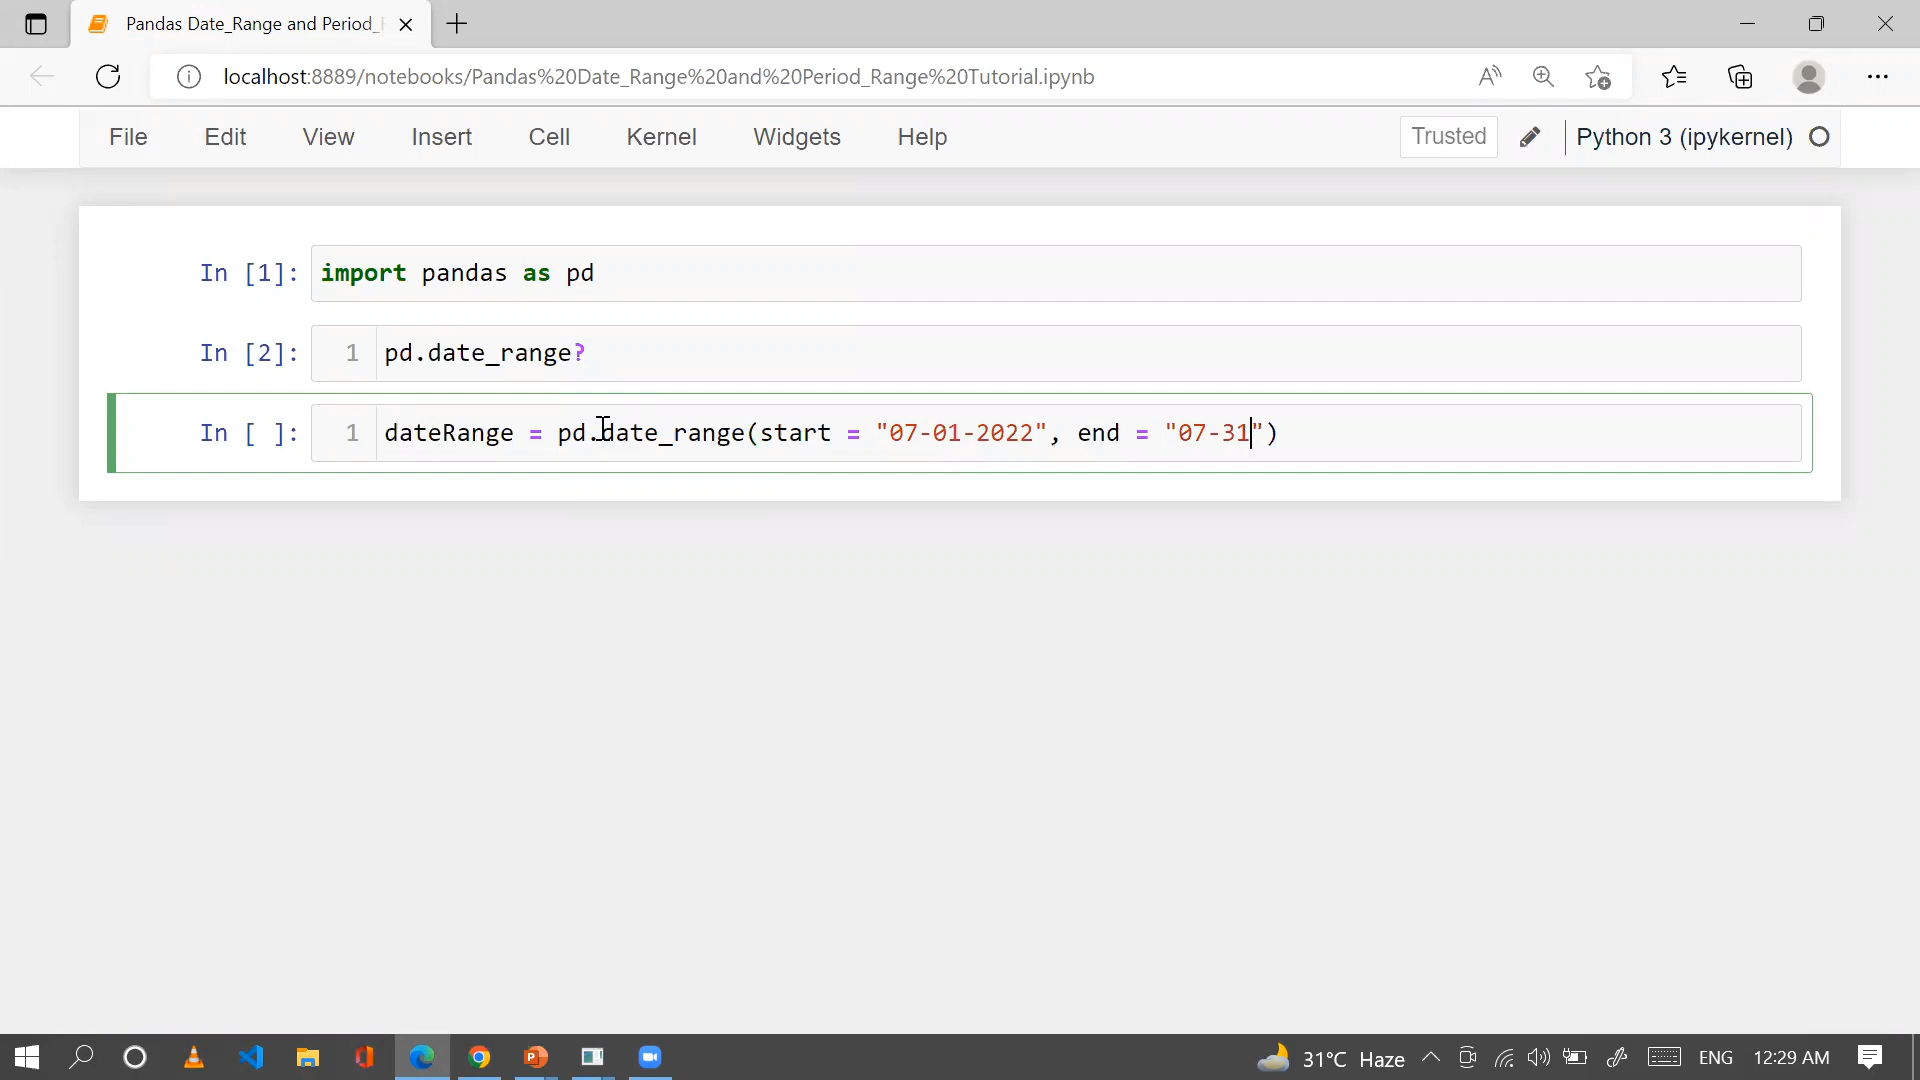 Pandas Date_Range and Period_
localhost:8889/notebooks/Pandas%20Date_Range%20and%20Period_Range%20Tutorial.ipynb
File Edit View Insert Cell Kernel Widgets Help Trusted Python 3 (ipykernel)
In [1]: import pandas as pd
In [2]: 1 pd.date_range?
In [ ]: 1 dateRange = pd.date_range(start = "07-01-2022", end = "07-31")
31°C Haze ENG 12:29 AM